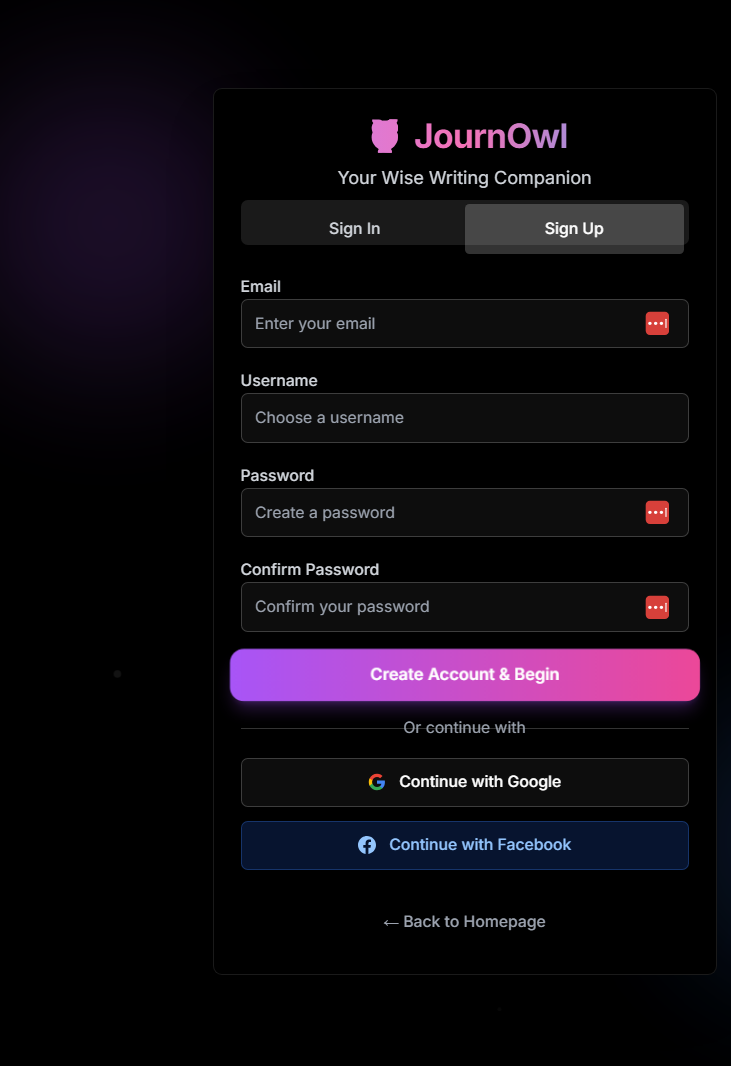 JournOwl
Your Wise Writing Companion
Sign In
Sign Up
Email
Enter your email
Username
Choose a username
Password
Create a password
Confirm Password
Confirm your password
Create Account & Begin
Or continue with
Continue with Google
Continue with Facebook
← Back to Homepage